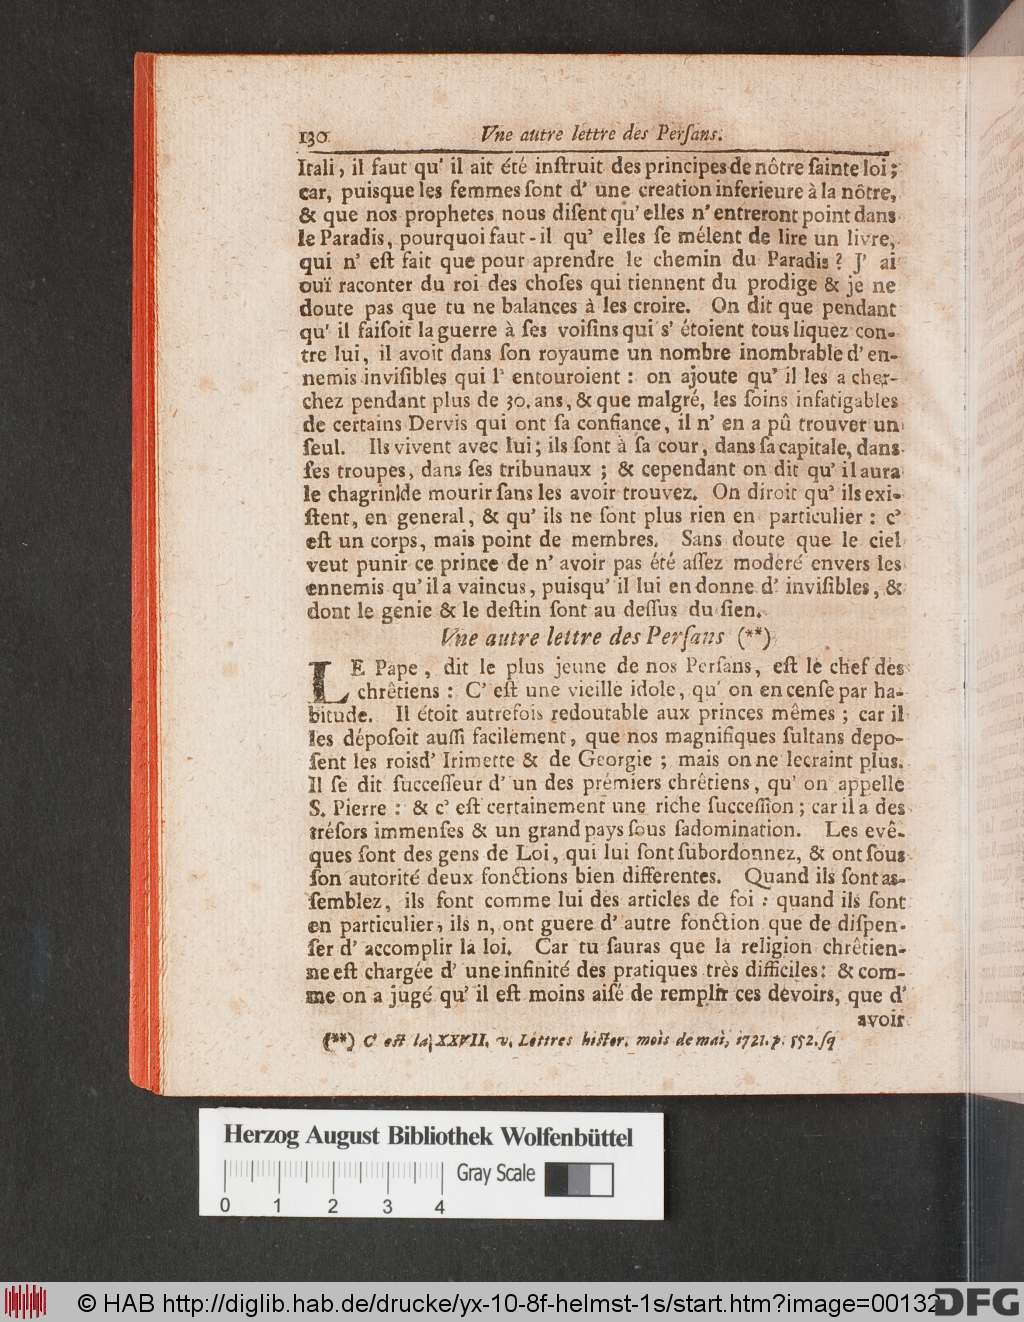 130 Une autre lettre des Perſans.
Itali, il faut qu' il ait été inſtruit des principes de nôtre ſainte loi;
car, puisque les femmes ſont d' une creation inferieure à la nôtre,
& que nos prophetes nous diſent qu' elles n' entreront point dans
le Paradis, pourquoi faut-il qu' elles ſe mélent de lire un livre,
qui n' eſt fait que pour aprendre le chemin du Paradis? J' ai
ouï raconter du roi des choſes qui tiennent du prodige & je ne
doute pas que tu ne balances à les croire. On dit que pendant
qu' il faiſoit la guerre à ſes voiſins qui s' étoient tous liquez con-
tre lui, il avoit dans ſon royaume un nombre inombrable d' en-
nemis inviſibles qui l' entouroient: on ajoute qu' il les a cher-
chez pendant plus de 30. ans, & que malgré, les ſoins infatigables
de certains Dervis qui ont ſa confiance, il n' en a pû trouver un
ſeul. Ils vivent avec lui; ils ſont à ſa cour, dans ſa capitale, dans
ſes troupes, dans ſes tribunaux; & cependant on dit qu' il aura
le chagrin de mourir ſans les avoir trouvez. On diroit qu' ils exi-
ſtent, en general, & qu' ils ne ſont plus rien en particulier: c'
eſt un corps, mais point de membres. Sans doute que le ciel
veut punir ce prince de n' avoir pas été aſſez moderé envers les
ennemis qu' il a vaincus, puisqu' il lui en donne d' inviſibles, &
dont le genie & le deſtin ſont au deſſus du ſien.
Une autre lettre des Perſans (**)
LE Pape, dit le plus jeune de nos Perſans, eſt le chef des
chrêtiens: C' eſt une vieille idole, qu' on encenſe par ha-
bitude. Il étoit autrefois redoutable aux princes mêmes; car il
les dépoſoit auſſi facilement, que nos magnifiques ſultans depo-
ſent les rois d' Irimette & de Georgie; mais on ne le craint plus.
Il ſe dit ſucceſſeur d' un des prémiers chrêtiens, qu' on appelle
S. Pierre: & c' eſt certainement une riche ſucceſſion; car il a des
tréſors immenſes & un grand pays ſous ſa domination. Les evê-
ques ſont des gens de Loi, qui lui ſont ſubordonnez, & ont ſous
ſon autorité deux fonctions bien differentes. Quand ils ſont as-
ſemblez, ils font comme lui des articles de foi: quand ils ſont
en particulier, ils n, ont guere d' autre fonction que de diſpen-
ſer d' accomplir la loi. Car tu ſauras que la religion chrêtien-
ne eſt chargée d' une infinité des pratiques très difficiles: & com-
me on a jugé qu' il eſt moins aiſé de remplir ces devoirs, que d'
avoir
(**) C' est la XXVII. v. Lettres histor. mois de mai, 1721. p. 552. ſq
Herzog August Bibliothek Wolfenbüttel
Gray Scale
0 1 2 3 4
© HAB http://diglib.hab.de/drucke/yx-10-8f-helmst-1s/start.htm?image=00132
DFG